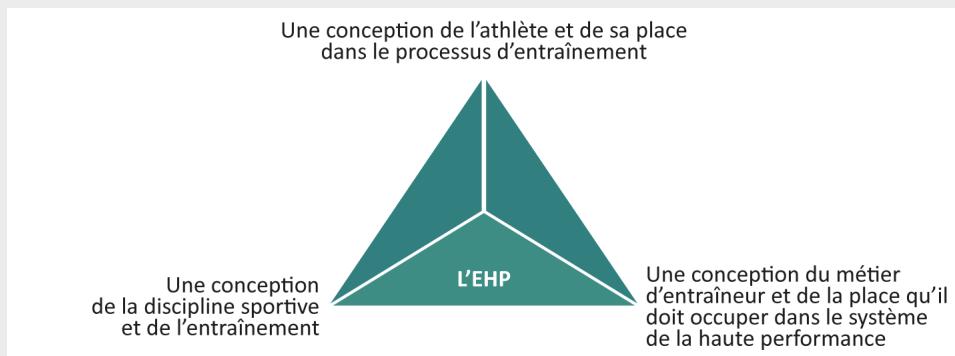 Une conception de l’athlète et de sa place
dans le processus d’entraînement
L’EHP
Une conception
de la discipline sportive
et de l’entraînement
Une conception du métier
d’entraîneur et de la place qu’il
doit occuper dans le système
de la haute performance